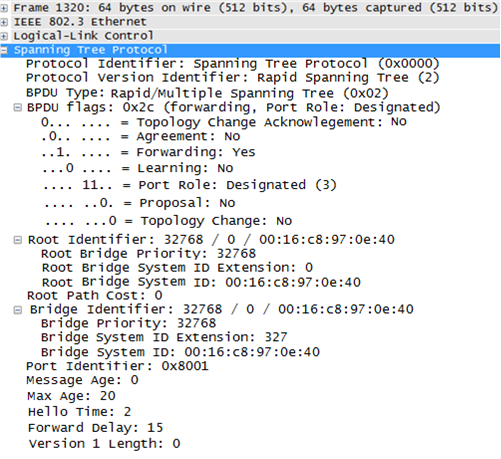 Frame 1320: 64 bytes on wire (512 bits), 64 bytes captured (512 bits)
IEEE 802.3 Ethernet
Logical-Link Control
Spanning Tree Protocol
Protocol Identifier: Spanning Tree Protocol (0x0000)
Protocol Version Identifier: Rapid Spanning Tree (2)
BPDU Type: Rapid/Multiple Spanning Tree (0x02)
BPDU flags: 0x2c (forwarding, Port Role: Designated)
0... .... = Topology Change Acknowlegement: No
.0.. .... = Agreement: No
..1. .... = Forwarding: Yes
...0 .... = Learning: No
.... 11.. = Port Role: Designated (3)
.... ..0. = Proposal: No
.... ...0 = Topology Change: No
Root Identifier: 32768 / 0 / 00:16:c8:97:0e:40
Root Bridge Priority: 32768
Root Bridge System ID Extension: 0
Root Bridge System ID: 00:16:c8:97:0e:40
Root Path Cost: 0
Bridge Identifier: 32768 / 0 / 00:16:c8:97:0e:40
Bridge Priority: 32768
Bridge System ID Extension: 327
Bridge System ID: 00:16:c8:97:0e:40
Port Identifier: 0x8001
Message Age: 0
Max Age: 20
Hello Time: 2
Forward Delay: 15
Version 1 Length: 0